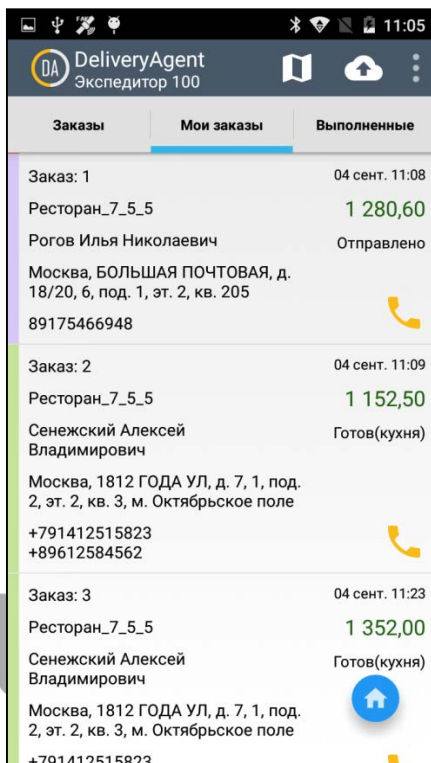 11:05
DA
DeliveryAgent
Экспедитор 100
Заказы Мои заказы Выполненные
Заказ: 1 04 сент. 11:08
Ресторан_7_5_5 1 280,60
Рогов Илья Николаевич Отправлено
Москва, БОЛЬШАЯ ПОЧТОВАЯ, д.
18/20, 6, под. 1, эт. 2, кв. 205
89175466948
Заказ: 2 04 сент. 11:09
Ресторан_7_5_5 1 152,50
Сенежский Алексей Готов(кухня)
Владимирович
Москва, 1812 ГОДА УЛ, д. 7, 1, под.
2, эт. 2, кв. 3, м. Октябрьское поле
+791412515823
+89612584562
Заказ: 3 04 сент. 11:23
Ресторан_7_5_5 1 352,00
Сенежский Алексей Готов(кухня)
Владимирович
Москва, 1812 ГОДА УЛ, д. 7, 1, под.
2, эт. 2, кв. 3, м. Октябрьское поле
+791412515823